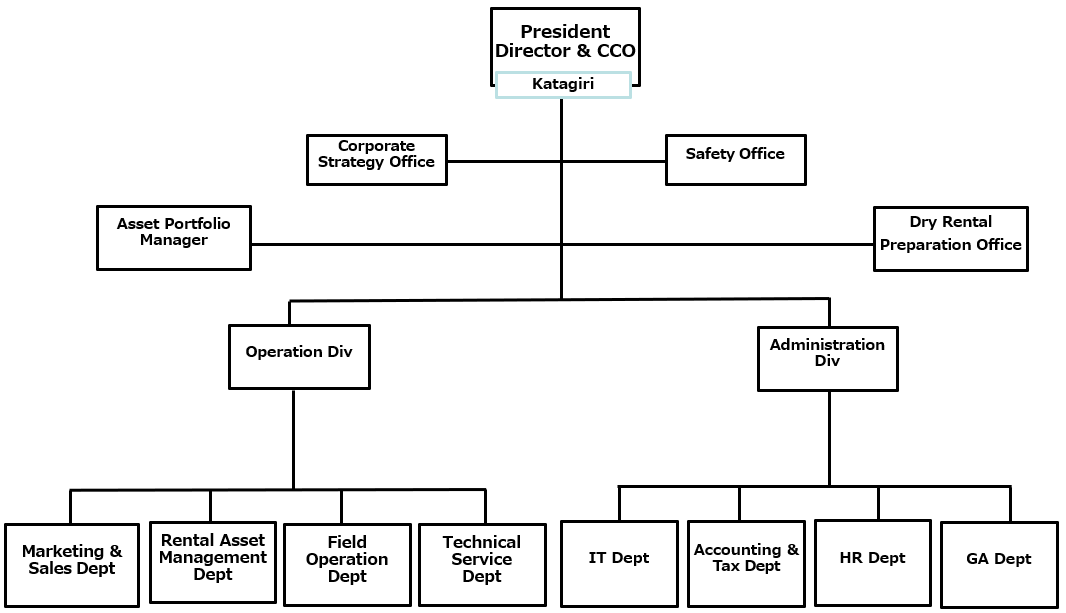 President
Director & CCO
Katagiri
Corporate
Strategy Office
Safety Office
Asset Portfolio
Manager
Dry Rental
Preparation Office
Operation Div
Administration
Div
Marketing &
Sales Dept
Rental Asset
Management
Dept
Field
Operation
Dept
Technical
Service
Dept
IT Dept
Accounting &
Tax Dept
HR Dept
GA Dept